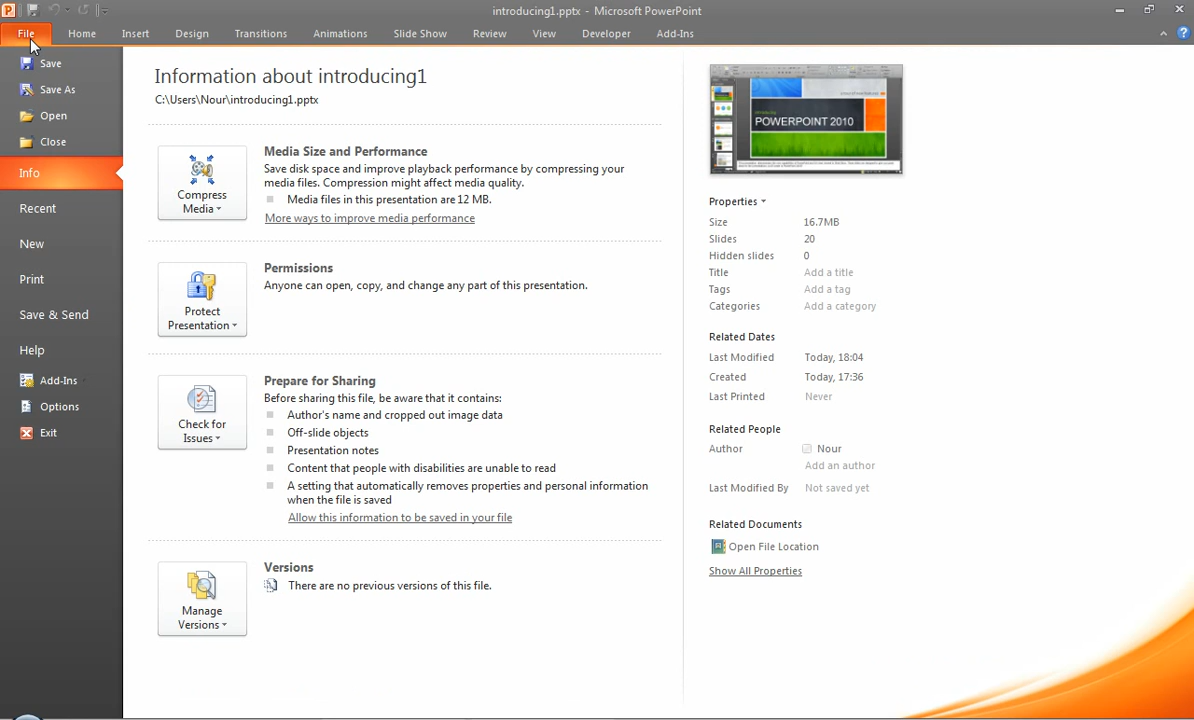 introducing1.pptx - Microsoft PowerPoint
File Home Insert Design Transitions Animations Slide Show Review View Developer Add-Ins
Save
Save As
Open
Close
Info
Recent
New
Print
Save & Send
Help
Add-Ins
Options
Exit
Information about introducing1
C:\Users\Nour\introducing1.pptx
Compress
Media
Media Size and Performance
Save disk space and improve playback performance by compressing your
media files. Compression might affect media quality.
Media files in this presentation are 12 MB.
More ways to improve media performance
Protect
Presentation
Permissions
Anyone can open, copy, and change any part of this presentation.
Check for
Issues
Prepare for Sharing
Before sharing this file, be aware that it contains:
Author's name and cropped out image data
Off-slide objects
Presentation notes
Content that people with disabilities are unable to read
A setting that automatically removes properties and personal information
when the file is saved
Allow this information to be saved in your file
Manage
Versions
Versions
There are no previous versions of this file.
POWERPOINT 2010
Properties
Size 16.7MB
Slides 20
Hidden slides 0
Title Add a title
Tags Add a tag
Categories Add a category
Related Dates
Last Modified Today, 18:04
Created Today, 17:36
Last Printed Never
Related People
Author Nour
Add an author
Last Modified By Not saved yet
Related Documents
Open File Location
Show All Properties